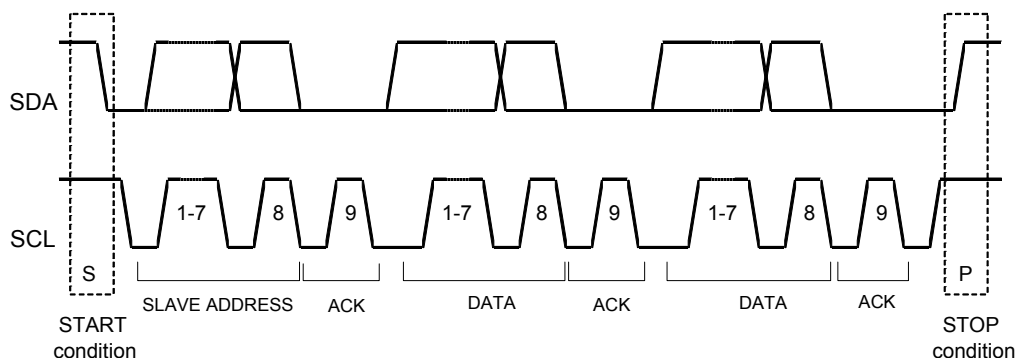 SDA
1-7 8 9 1-7 8 9 1-7 8 9
SCL
S P
SLAVE ADDRESS ACK DATA ACK DATA ACK
START
condition
STOP
condition